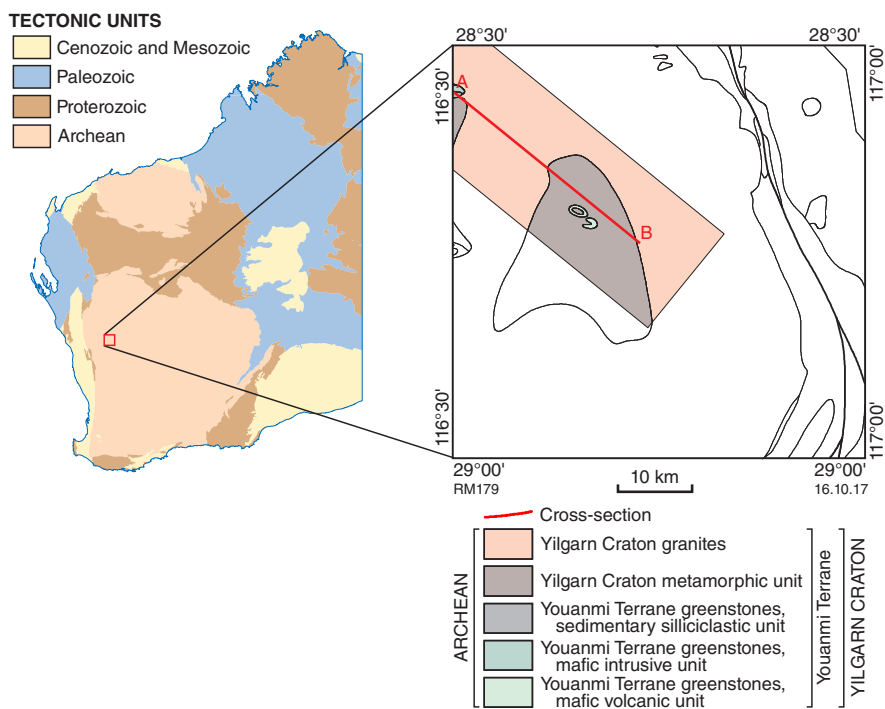 TECTONIC UNITS
Cenozoic and Mesozoic
Paleozoic
Proterozoic
Archean
28°30'
28°30'
116°30'
117°00'
A
B
116°30'
117°00'
29°00'
29°00'
RM179
10 km
16.10.17
Cross-section
Yilgarn Craton granites
Yilgarn Craton metamorphic unit
Youanmi Terrane greenstones,
sedimentary silliciclastic unit
Youanmi Terrane greenstones,
mafic intrusive unit
Youanmi Terrane greenstones,
mafic volcanic unit
ARCHEAN
Youanmi Terrane
YILGARN CRATON